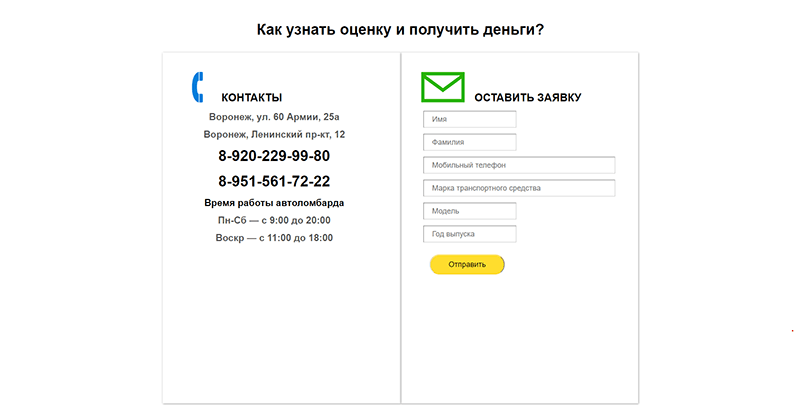 Как узнать оценку и получить деньги?
КОНТАКТЫ
Воронеж, ул. 60 Армии, 25а
Воронеж, Ленинский пр-кт, 12
8-920-229-99-80
8-951-561-72-22
Время работы автоломбарда
Пн-Сб — с 9:00 до 20:00
Воскр — с 11:00 до 18:00
ОСТАВИТЬ ЗАЯВКУ
Имя
Фамилия
Мобильный телефон
Марка транспортного средства
Модель
Год выпуска
Отправить